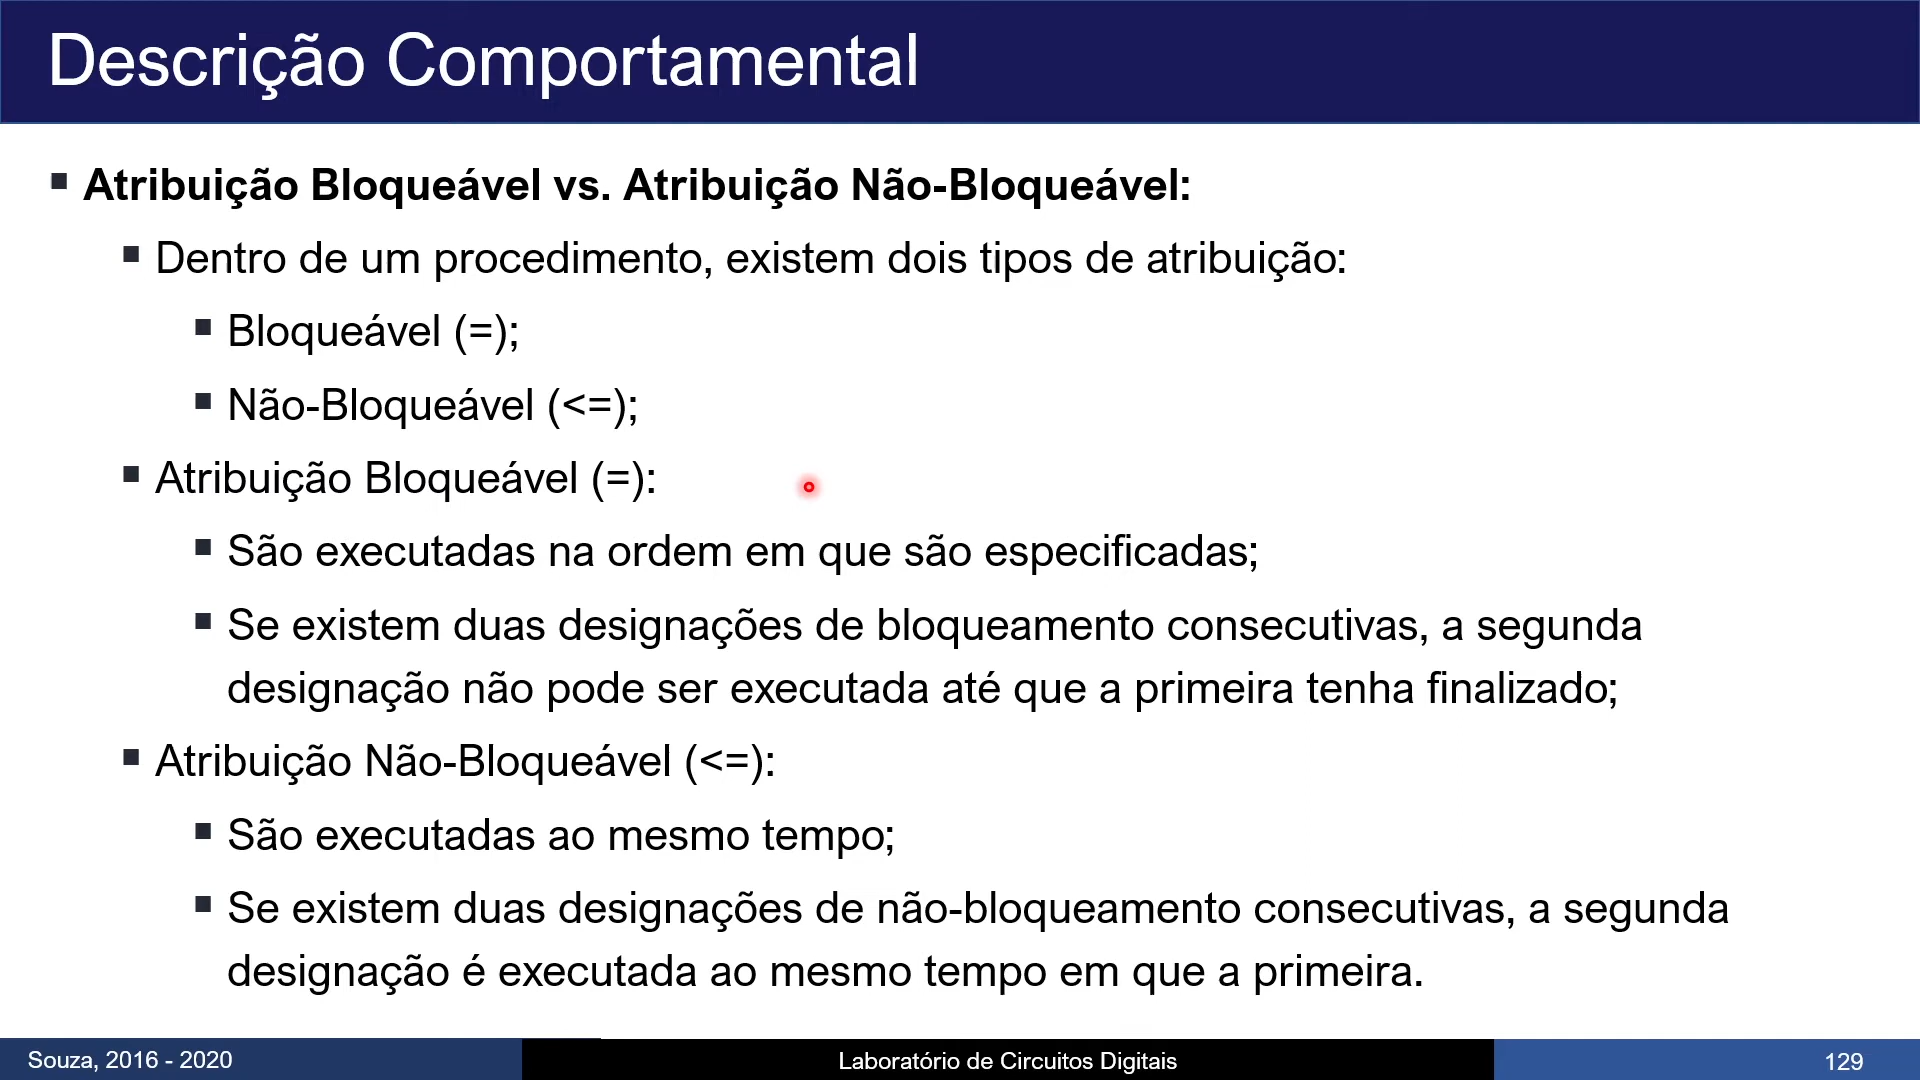 Descrição Comportamental
Atribuição Bloqueável vs. Atribuição Não-Bloqueável:
Dentro de um procedimento, existem dois tipos de atribuição:
Bloqueável (=);
Não-Bloqueável (<=);
Atribuição Bloqueável (=):
São executadas na ordem em que são especificadas;
Se existem duas designações de bloqueamento consecutivas, a segunda
designação não pode ser executada até que a primeira tenha finalizado;
Atribuição Não-Bloqueável (<=):
São executadas ao mesmo tempo;
Se existem duas designações de não-bloqueamento consecutivas, a segunda
designação é executada ao mesmo tempo em que a primeira.
Souza, 2016 - 2020
Laboratório de Circuitos Digitais
129